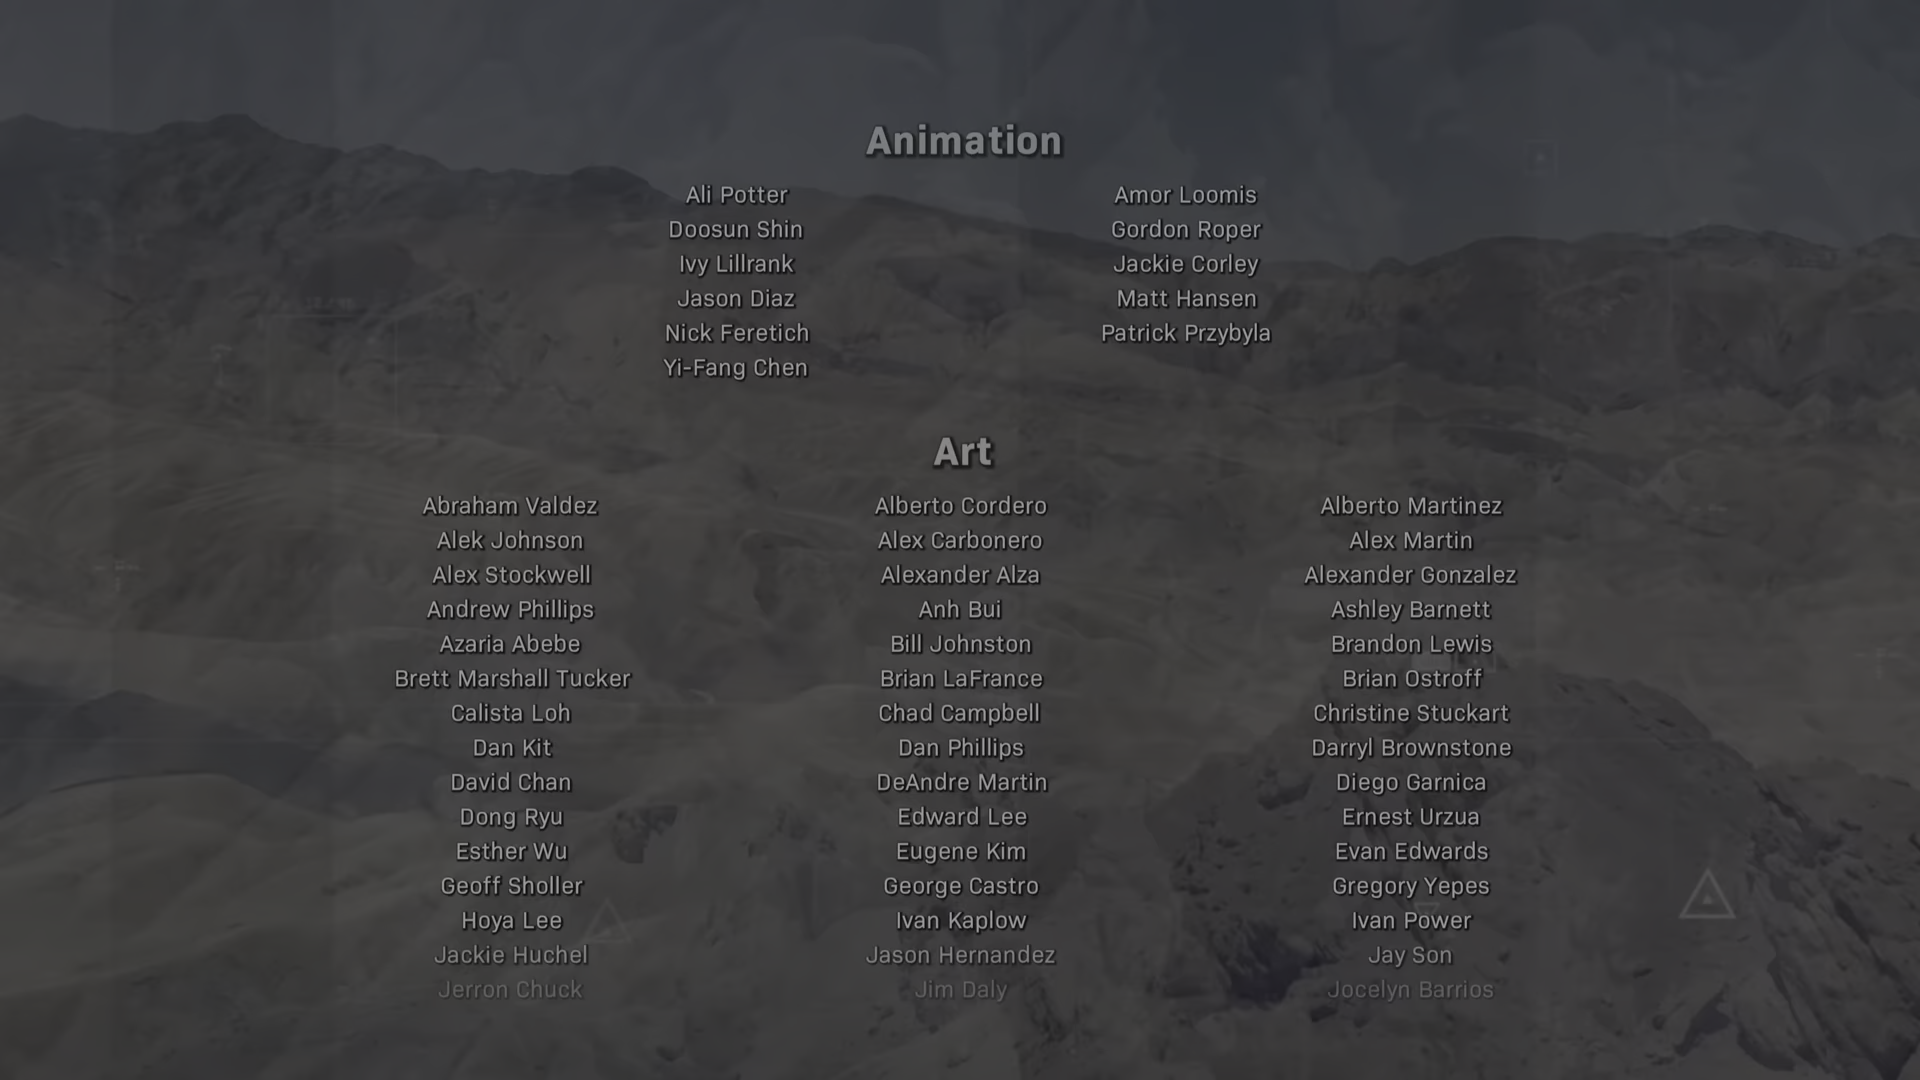 Animation
Ali Potter Amor Loomis
Doosun Shin Gordon Roper
Ivy Lillrank Jackie Corley
Jason Diaz Matt Hansen
Nick Feretich Patrick Przybyla
Yi-Fang Chen
Art
Abraham Valdez Alberto Cordero Alberto Martinez
Alek Johnson Alex Carbonero Alex Martin
Alex Stockwell Alexander Alza Alexander Gonzalez
Andrew Phillips Anh Bui Ashley Barnett
Azaria Abebe Bill Johnston Brandon Lewis
Brett Marshall Tucker Brian LaFrance Brian Ostroff
Calista Loh Chad Campbell Christine Stuckart
Dan Kit Dan Phillips Darryl Brownstone
David Chan DeAndre Martin Diego Garnica
Dong Ryu Edward Lee Ernest Urzua
Esther Wu Eugene Kim Evan Edwards
Geoff Sholler George Castro Gregory Yepes
Hoya Lee Ivan Kaplow Ivan Power
Jackie Huchel Jason Hernandez Jay Son
Jerron Chuck Jim Daly Jocelyn Barrios